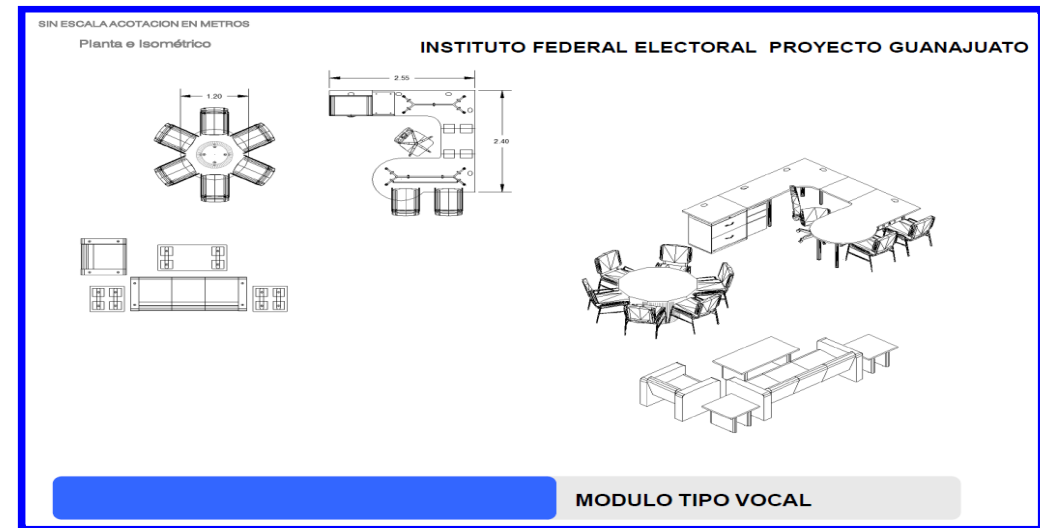 SIN ESCALA ACOTACION EN METROS
Planta e Isométrico
INSTITUTO FEDERAL ELECTORAL PROYECTO GUANAJUATO
2.55
1.20
2.40
MODULO TIPO VOCAL